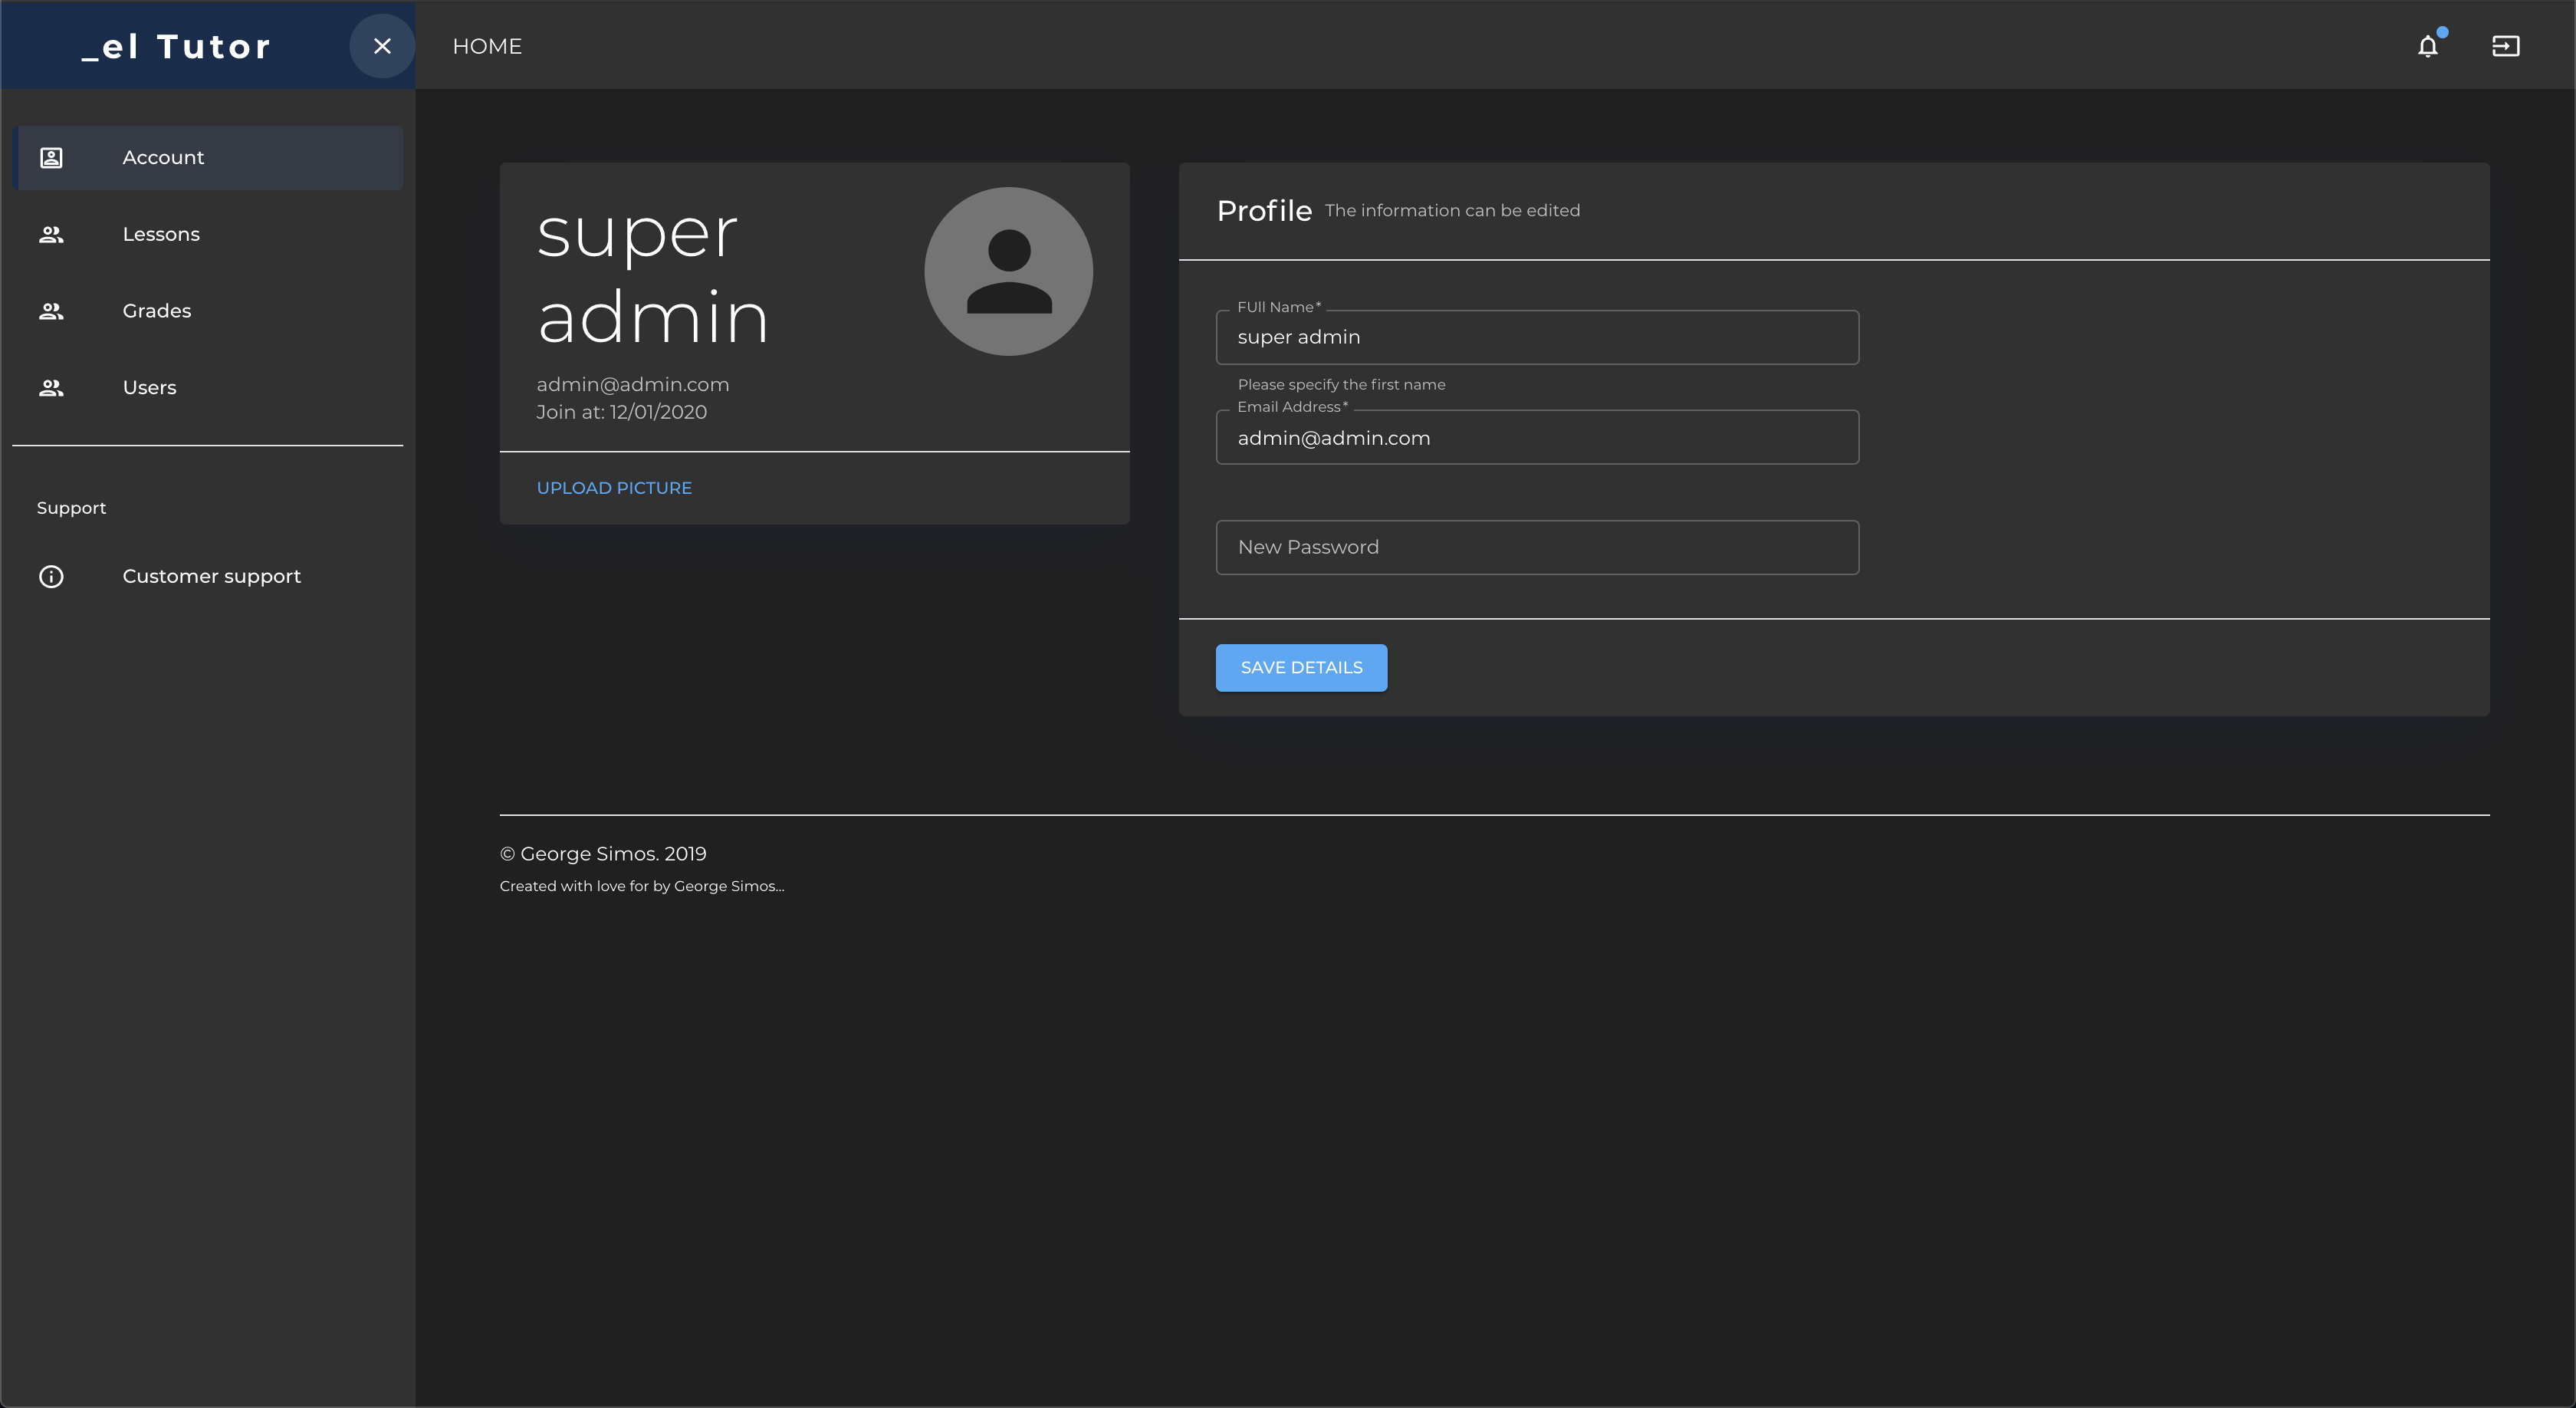 _el Tutor
HOME
Account
Lessons
Grades
Users
Support
Customer support
super
admin
admin@admin.com
Join at: 12/01/2020
UPLOAD PICTURE
Profile The information can be edited
FUll Name *
super admin
Please specify the first name
Email Address *
admin@admin.com
New Password
SAVE DETAILS
© George Simos. 2019
Created with love for by George Simos...